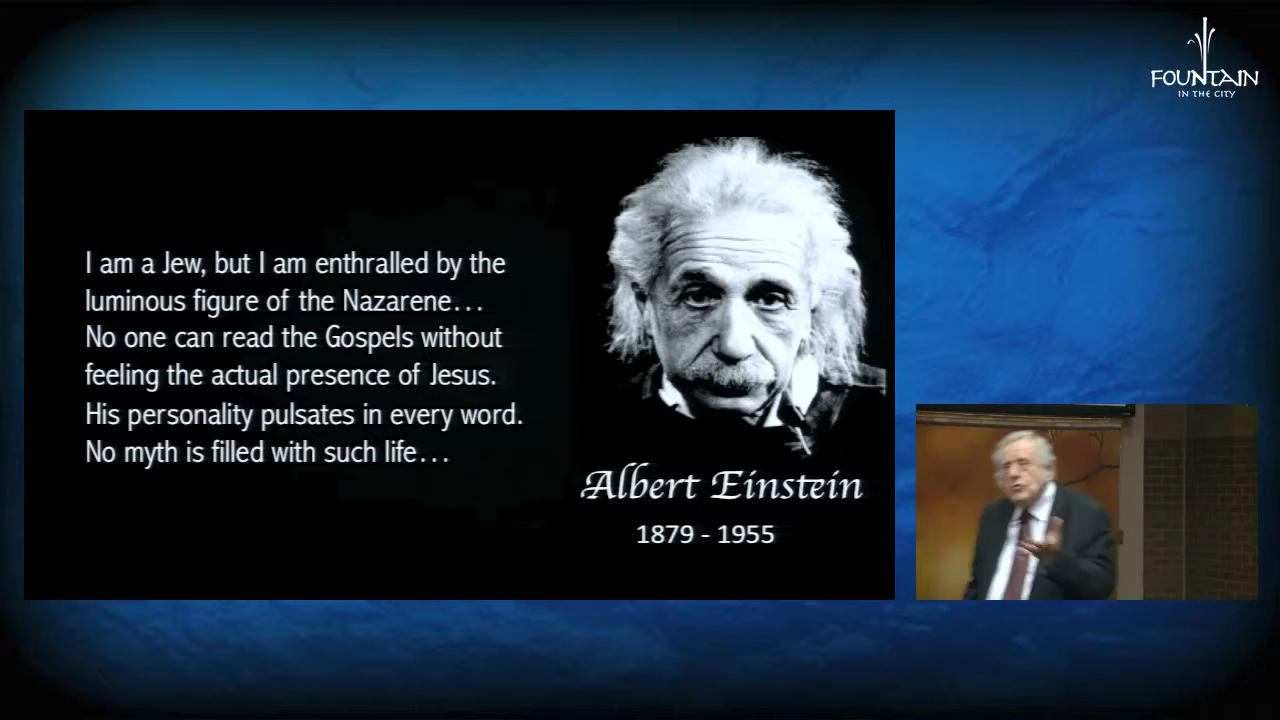 FOUNTAIN
IN THE CITY
I am a Jew, but I am enthralled by the
luminous figure of the Nazarene...
No one can read the Gospels without
feeling the actual presence of Jesus.
His personality pulsates in every word.
No myth is filled with such life...
Albert Einstein
1879 - 1955